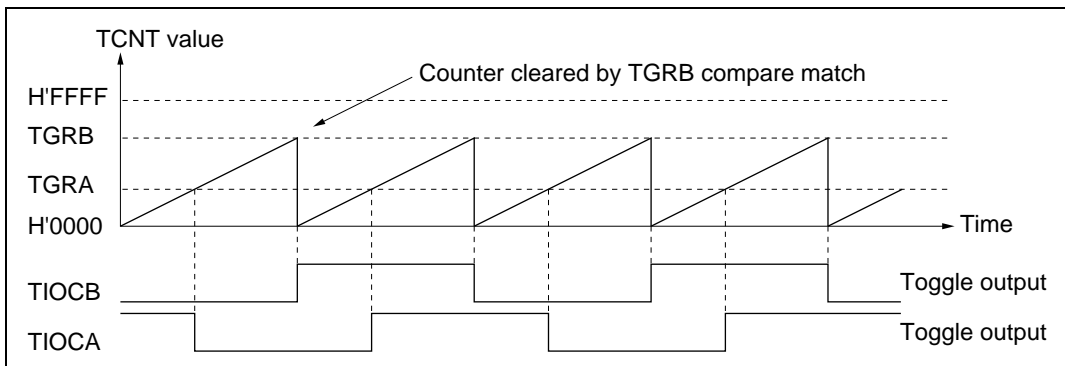 TCNT value
Counter cleared by TGRB compare match
H'FFFF
TGRB
TGRA
H'0000
Time
TIOCB
Toggle output
TIOCA
Toggle output